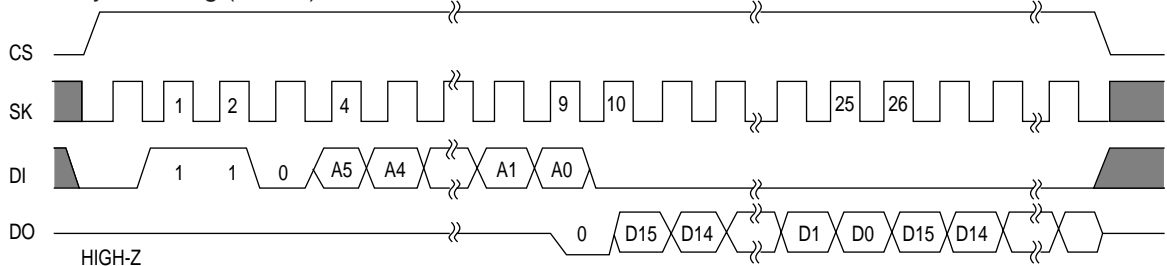 CS
SK 1 2 4 9 10 25 26
DI 1 1 0 A5 A4 A1 A0
DO 0 D15 D14 D1 D0 D15 D14
HIGH-Z